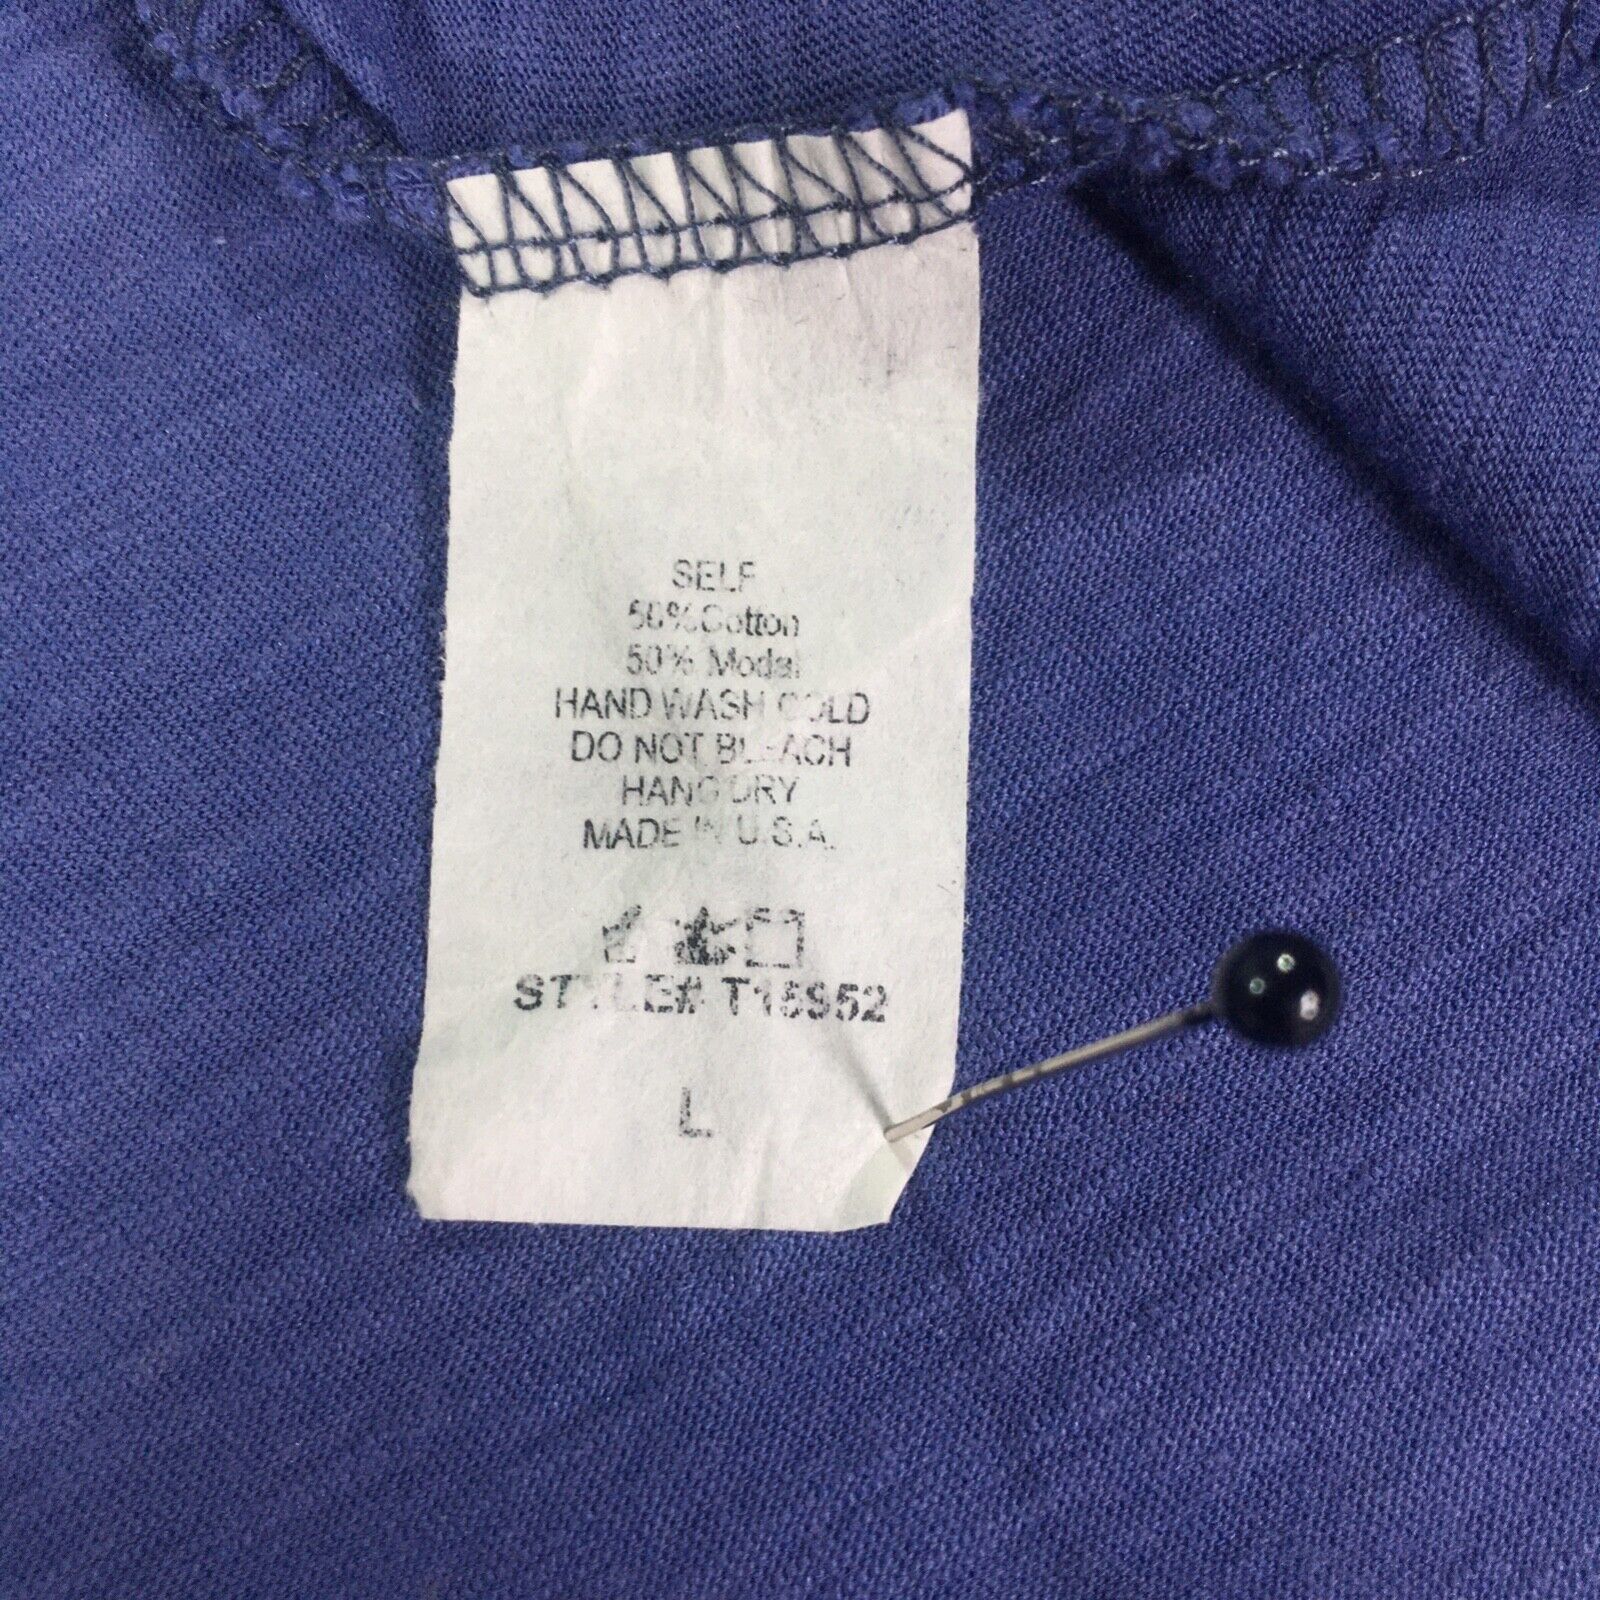 SELF
50%Cotton
50% Modal
HAND WASH COLD
DO NOT BLEACH
HANG DRY
MADE IN U.S.A.
STYLE# T15952
L